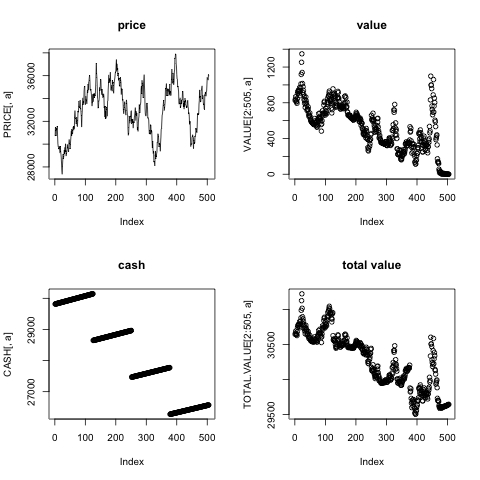 price
PRICE[, a]
28000 32000 36000
0 100 200 300 400 500
Index
value
VALUE[2:505, a]
0 400 800 1200
0 100 200 300 400 500
Index
cash
CASH[, a]
27000 29000
0 100 200 300 400 500
Index
total value
TOTAL.VALUE[2:505, a]
29500 30500
0 100 200 300 400 500
Index